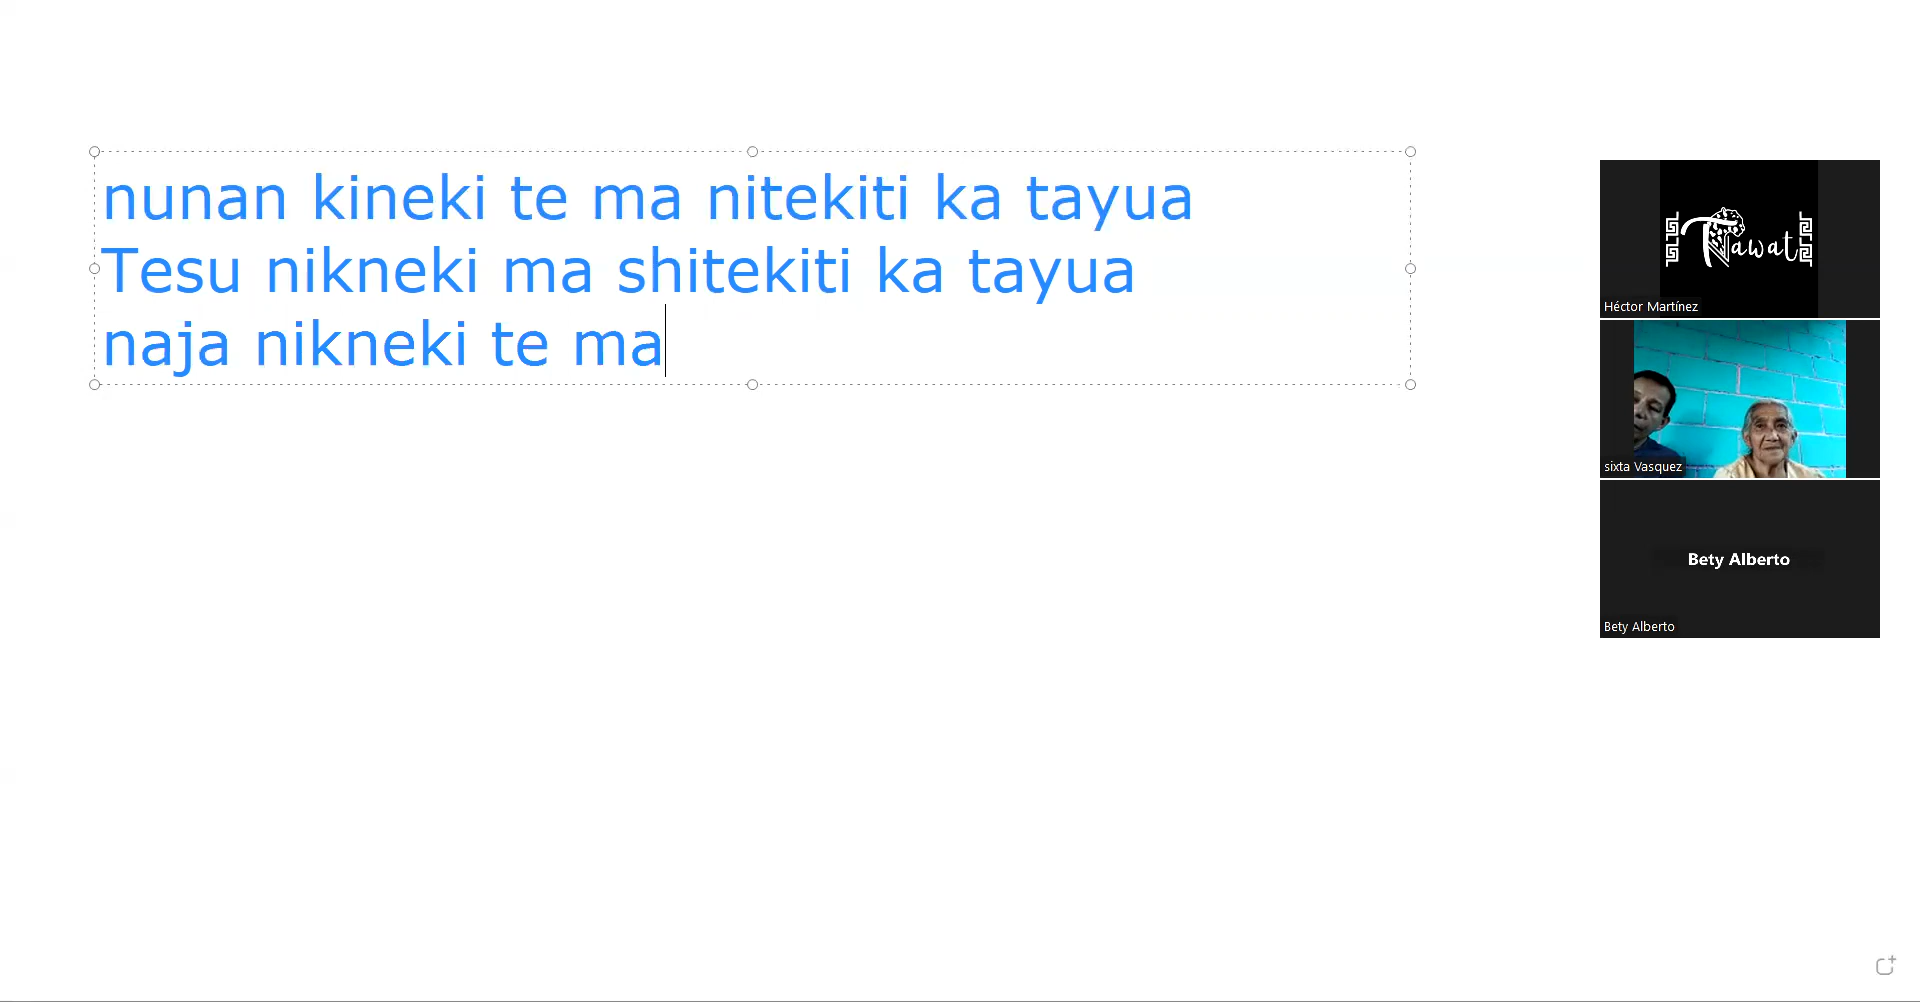 nunan kineki te ma nitekiti ka tayua
Tesu nikneki ma shitekiti ka tayua
naja nikneki te ma
Tawat
Héctor Martínez
sixta Vasquez
Bety Alberto
Bety Alberto